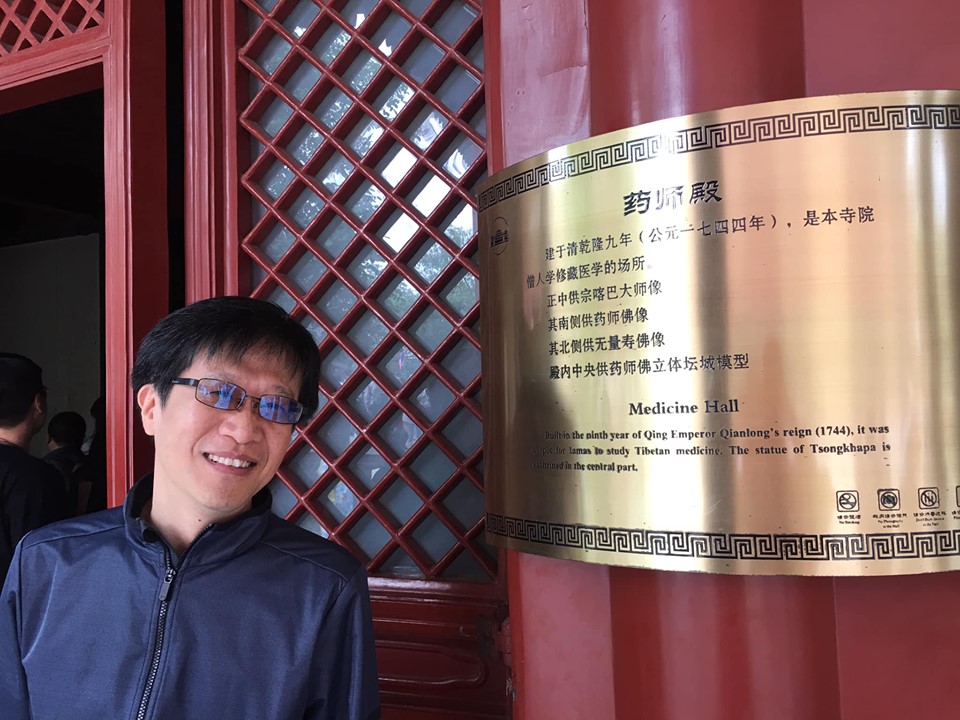 药师殿
建于清乾隆九年（公元一七四四年），是本寺院
僧人学修藏医学的场所。
正中供宗喀巴大师像
其南侧供药师佛像
其北侧供无量寿佛像
殿内中央供药师佛立体坛城模型
Medicine Hall
Built in the ninth year of Qing Emperor Qianlong's reign (1744), it was
for lamas to study Tibetan medicine. The statue of Tsongkhapa is
enshrined in the central part.